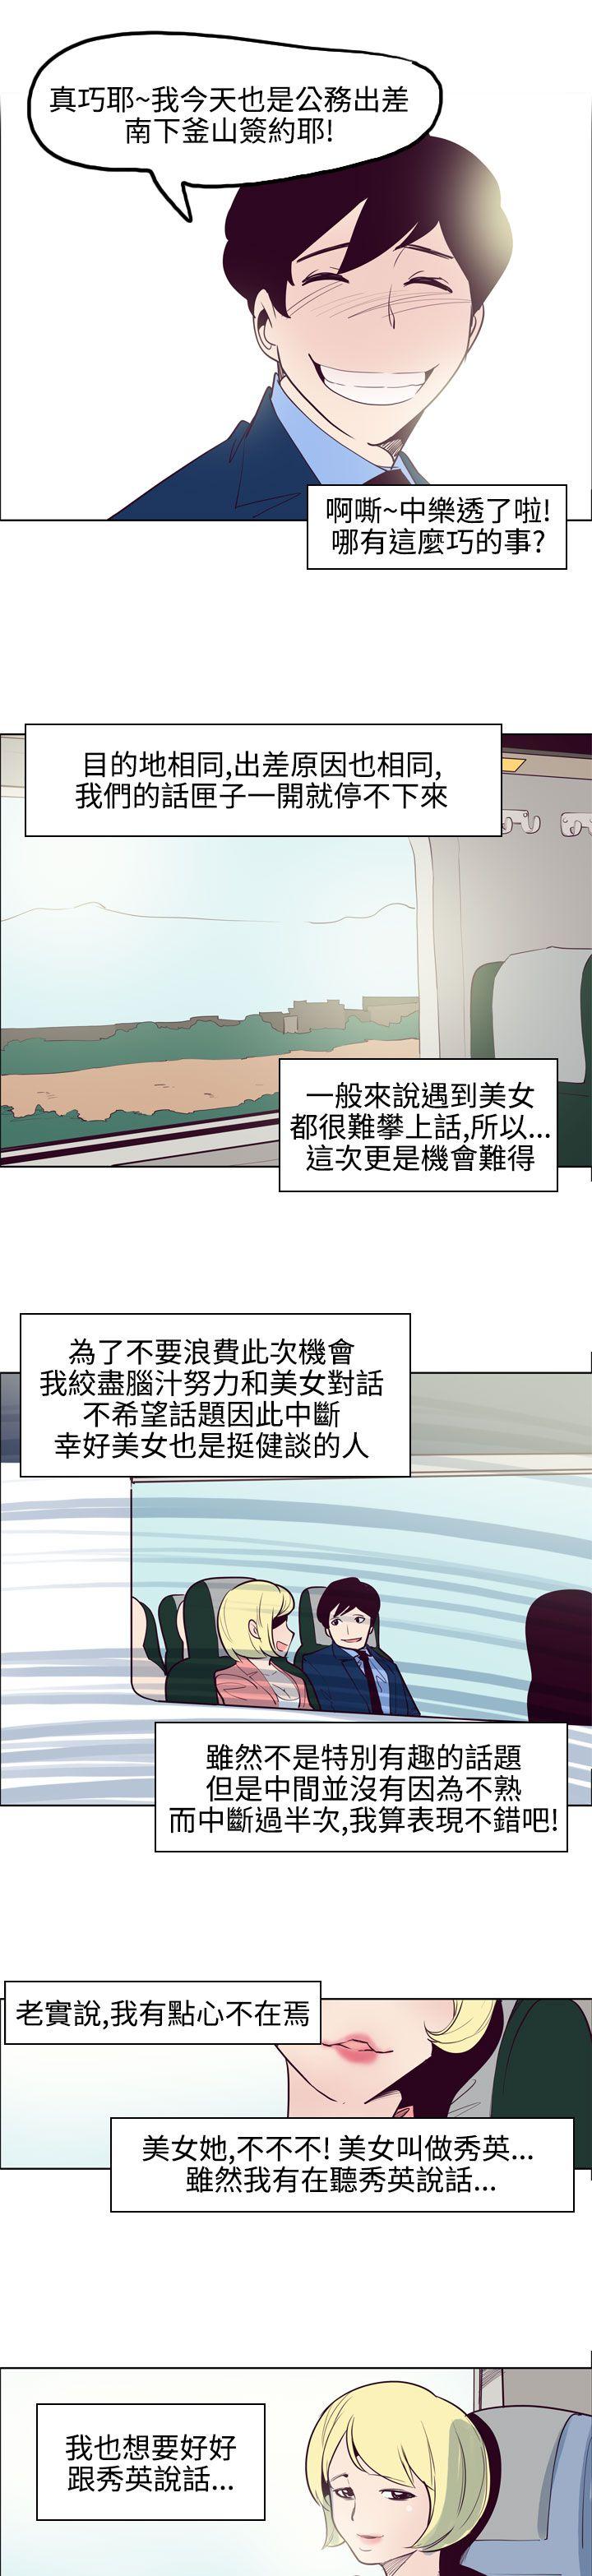 真巧耶~我今天也是公務出差
南下釜山簽約耶!
啊嘶~中樂透了啦!
哪有這麼巧的事?
目的地相同,出差原因也相同,
我們的話匣子一開就停不下來
一般來說遇到美女
都很難攀上話,所以...
這次更是機會難得
為了不要浪費此次機會
我絞盡腦汁努力和美女對話
不希望話題因此中斷
幸好美女也是挺健談的人
雖然不是特別有趣的話題
但是中間並沒有因為不熟
而中斷過半次,我算表現不錯吧!
老實說,我有點心不在焉
美女她,不不不! 美女叫做秀英...
雖然我有在聽秀英說話...
我也想要好好
跟秀英說話...